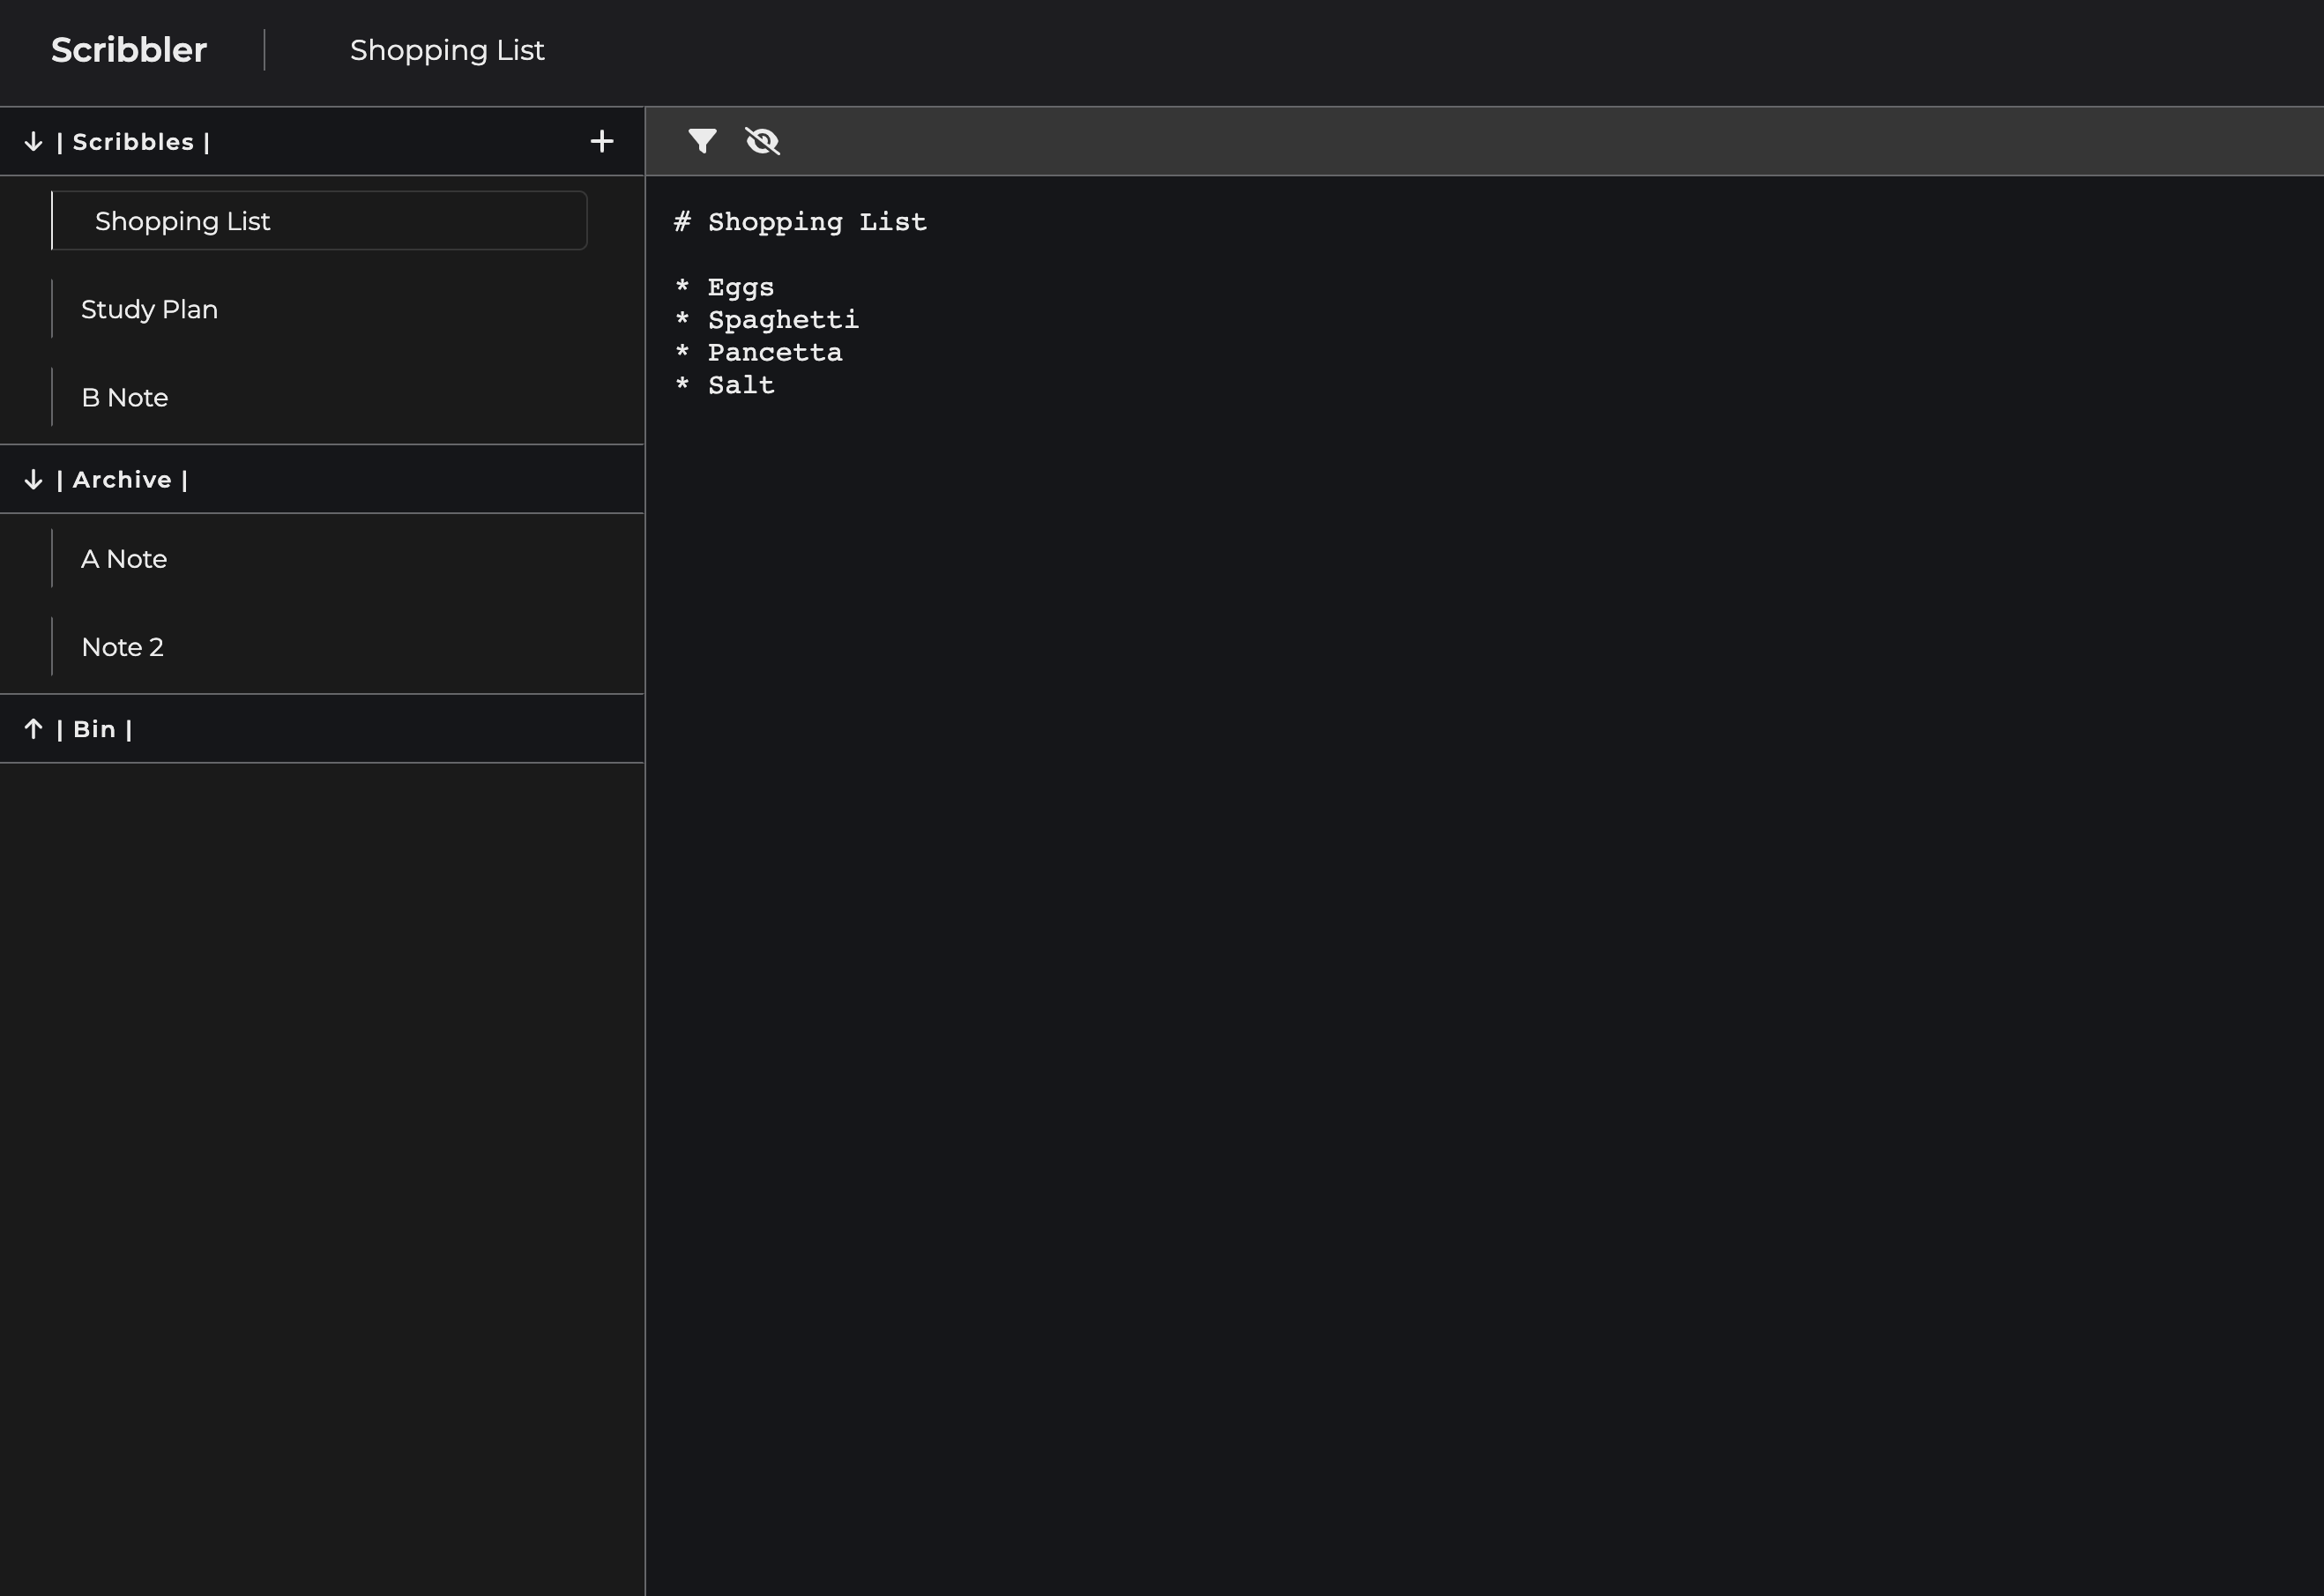 Scribbler
Shopping List
| Scribbles |
Shopping List
Study Plan
B Note
| Archive |
A Note
Note 2
| Bin |
# Shopping List
* Eggs
* Spaghetti
* Pancetta
* Salt